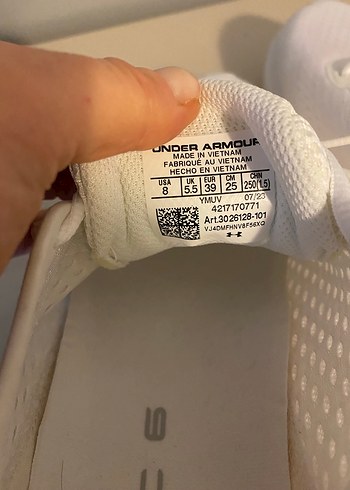 UNDER ARMOUR
MADE IN VIETNAM
FABRIQUÉ AU VIETNAM
HECHO EN VIETNAM
USA UK EUR CM CHN
8 5.5 39 25 250(1.5)
YMUV 07/23
4217170771
Art.3026128-101
VJ4DMFHNV8F56XQ